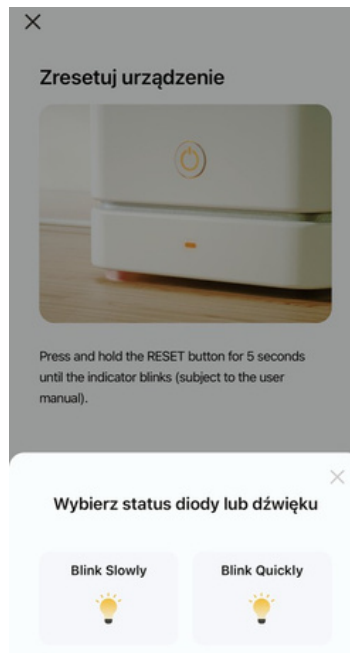 Zresetuj urządzenie
Press and hold the RESET button for 5 seconds
until the indicator blinks (subject to the user
manual).
Wybierz status diody lub dźwięku
Blink Slowly
Blink Quickly